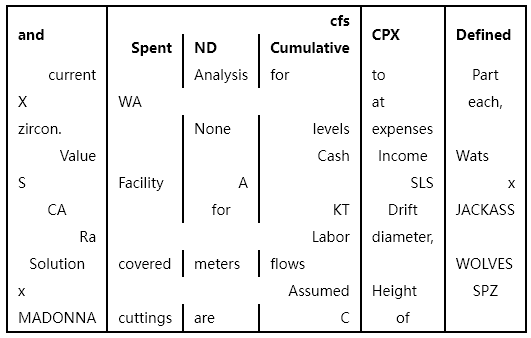 and Spent ND cfs Cumulative CPX Defined
current Analysis for to Part
X WA at each,
zircon. None levels expenses
Value Cash Income Wats
S Facility A SLS x
CA for KT Drift JACKASS
Ra Labor diameter,
Solution covered meters flows WOLVES
x Assumed Height SPZ
MADONNA cuttings are C of